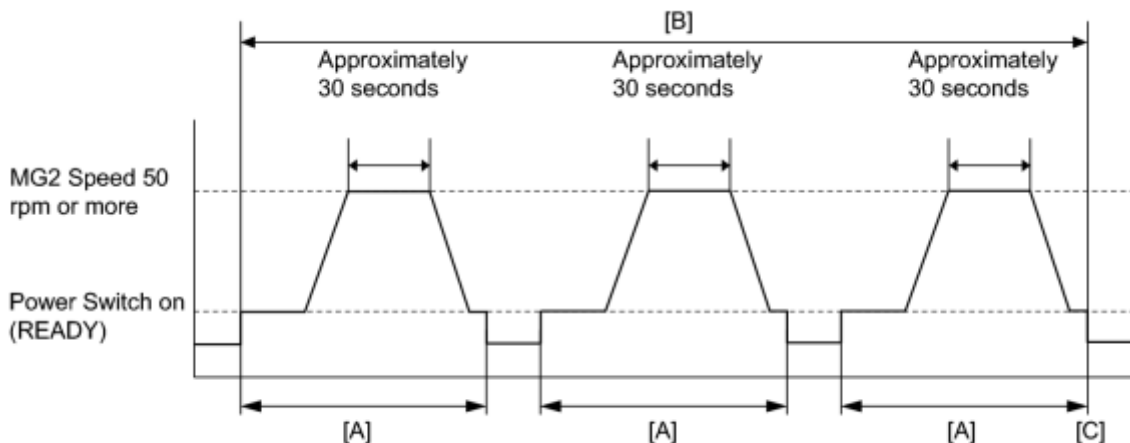 [B]
Approximately
30 seconds
Approximately
30 seconds
Approximately
30 seconds
MG2 Speed 50
rpm or more
Power Switch on
(READY)
[A]
[A]
[A]
[C]